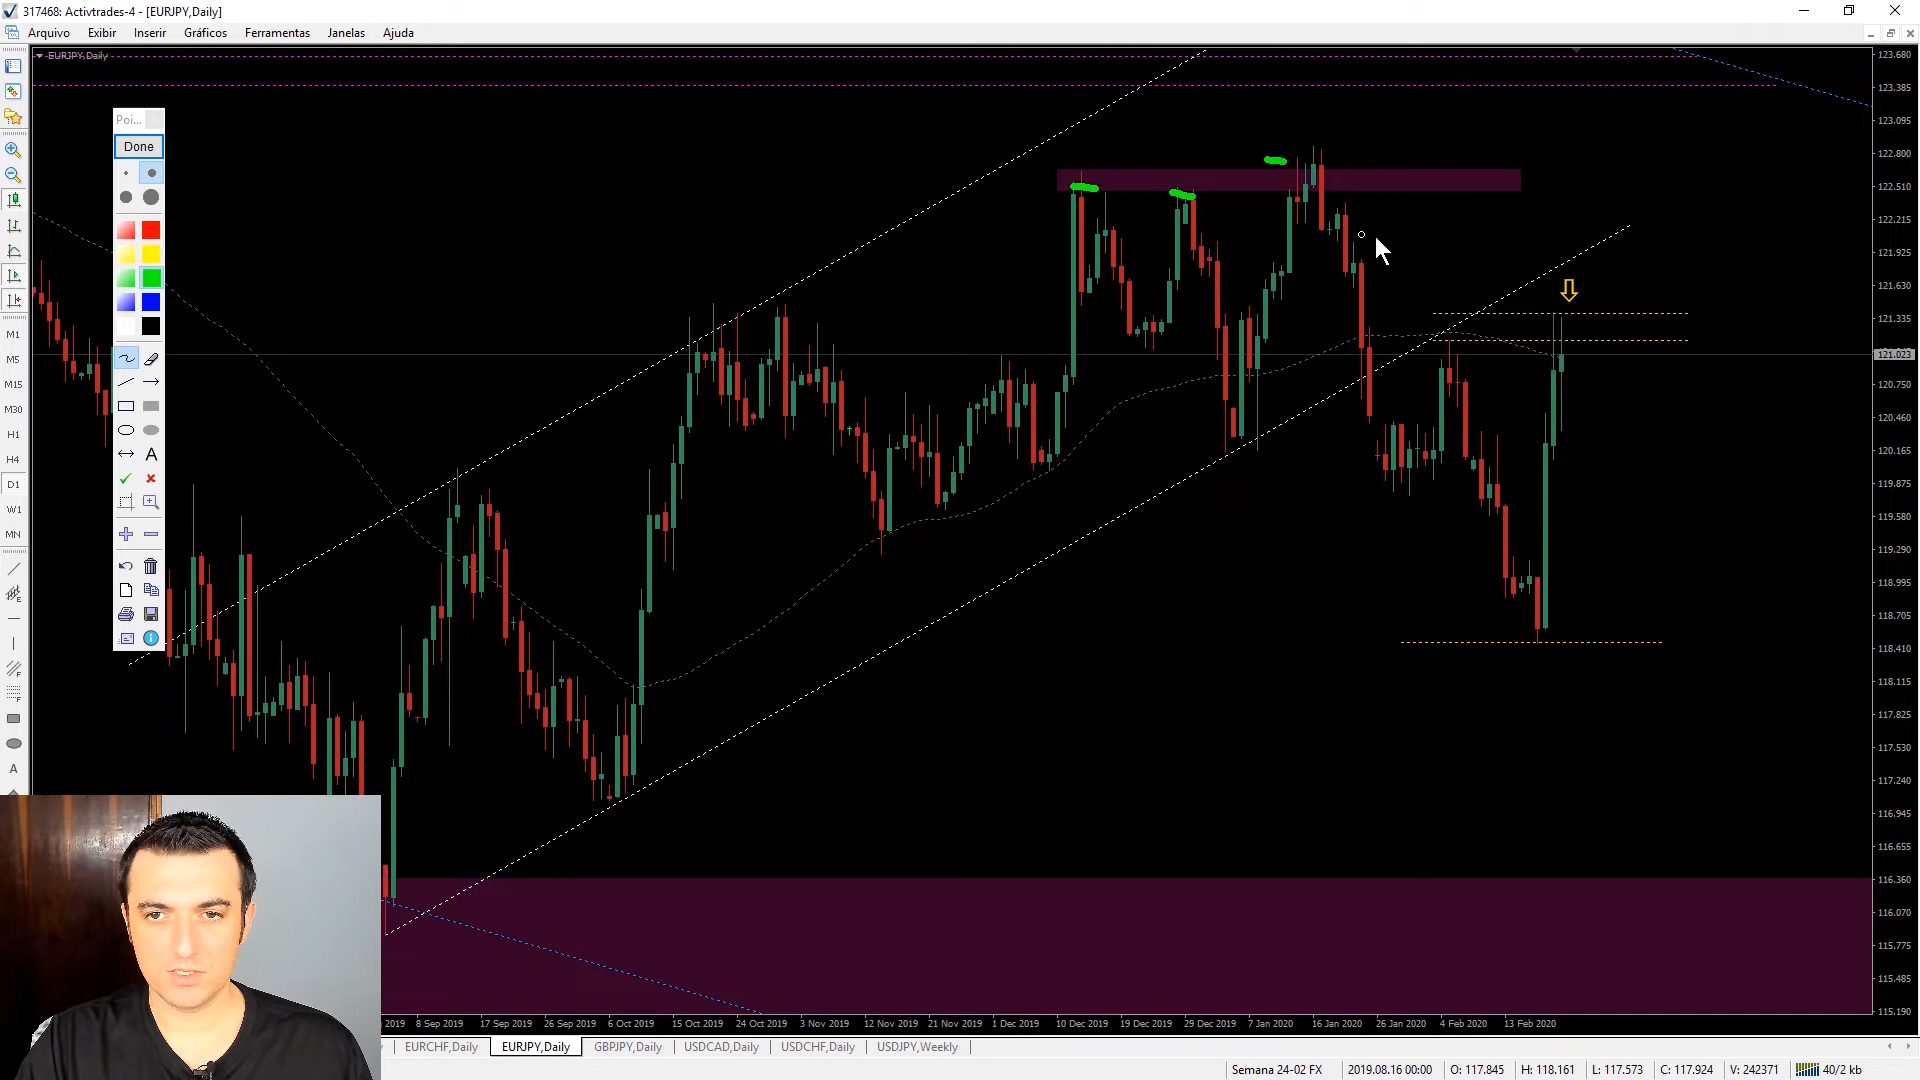 317468: Activtrades-4 - [EURJPY,Daily]
Arquivo Exibir Inserir Gráficos Ferramentas Janelas Ajuda
EURJPY,Daily
Poi...
Done
A
M1
M5
M15
M30
H1
H4
D1
W1
MN
A
123.680
123.385
123.095
122.800
122.510
122.215
121.925
121.630
121.335
121.023
120.750
120.460
120.165
119.875
119.580
119.290
118.995
118.705
118.410
118.115
117.825
117.530
117.240
116.945
116.655
116.360
116.070
115.775
115.485
115.190
2019 8 Sep 2019 17 Sep 2019 26 Sep 2019 6 Oct 2019 15 Oct 2019 24 Oct 2019 3 Nov 2019 12 Nov 2019 21 Nov 2019 1 Dec 2019 10 Dec 2019 19 Dec 2019 29 Dec 2019 7 Jan 2020 16 Jan 2020 26 Jan 2020 4 Feb 2020 13 Feb 2020
EURCHF,Daily EURJPY,Daily GBPJPY,Daily USDCAD,Daily USDCHF,Daily USDJPY,Weekly
Semana 24-02 FX 2019.08.16 00:00 O: 117.845 H: 118.161 L: 117.573 C: 117.924 V: 242371 40/2 kb